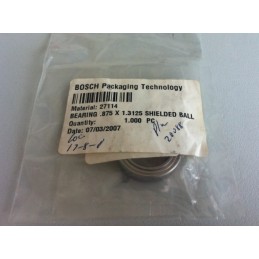 BOSCH Packaging Technology
Material: 27114
BEARING .875 X 1.3125 SHIELDED BALL
Quantity: 1.000 PC
Date: 07/03/2007